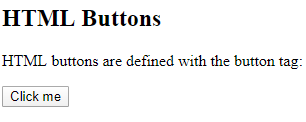 HTML Buttons
HTML buttons are defined with the button tag:
Click me